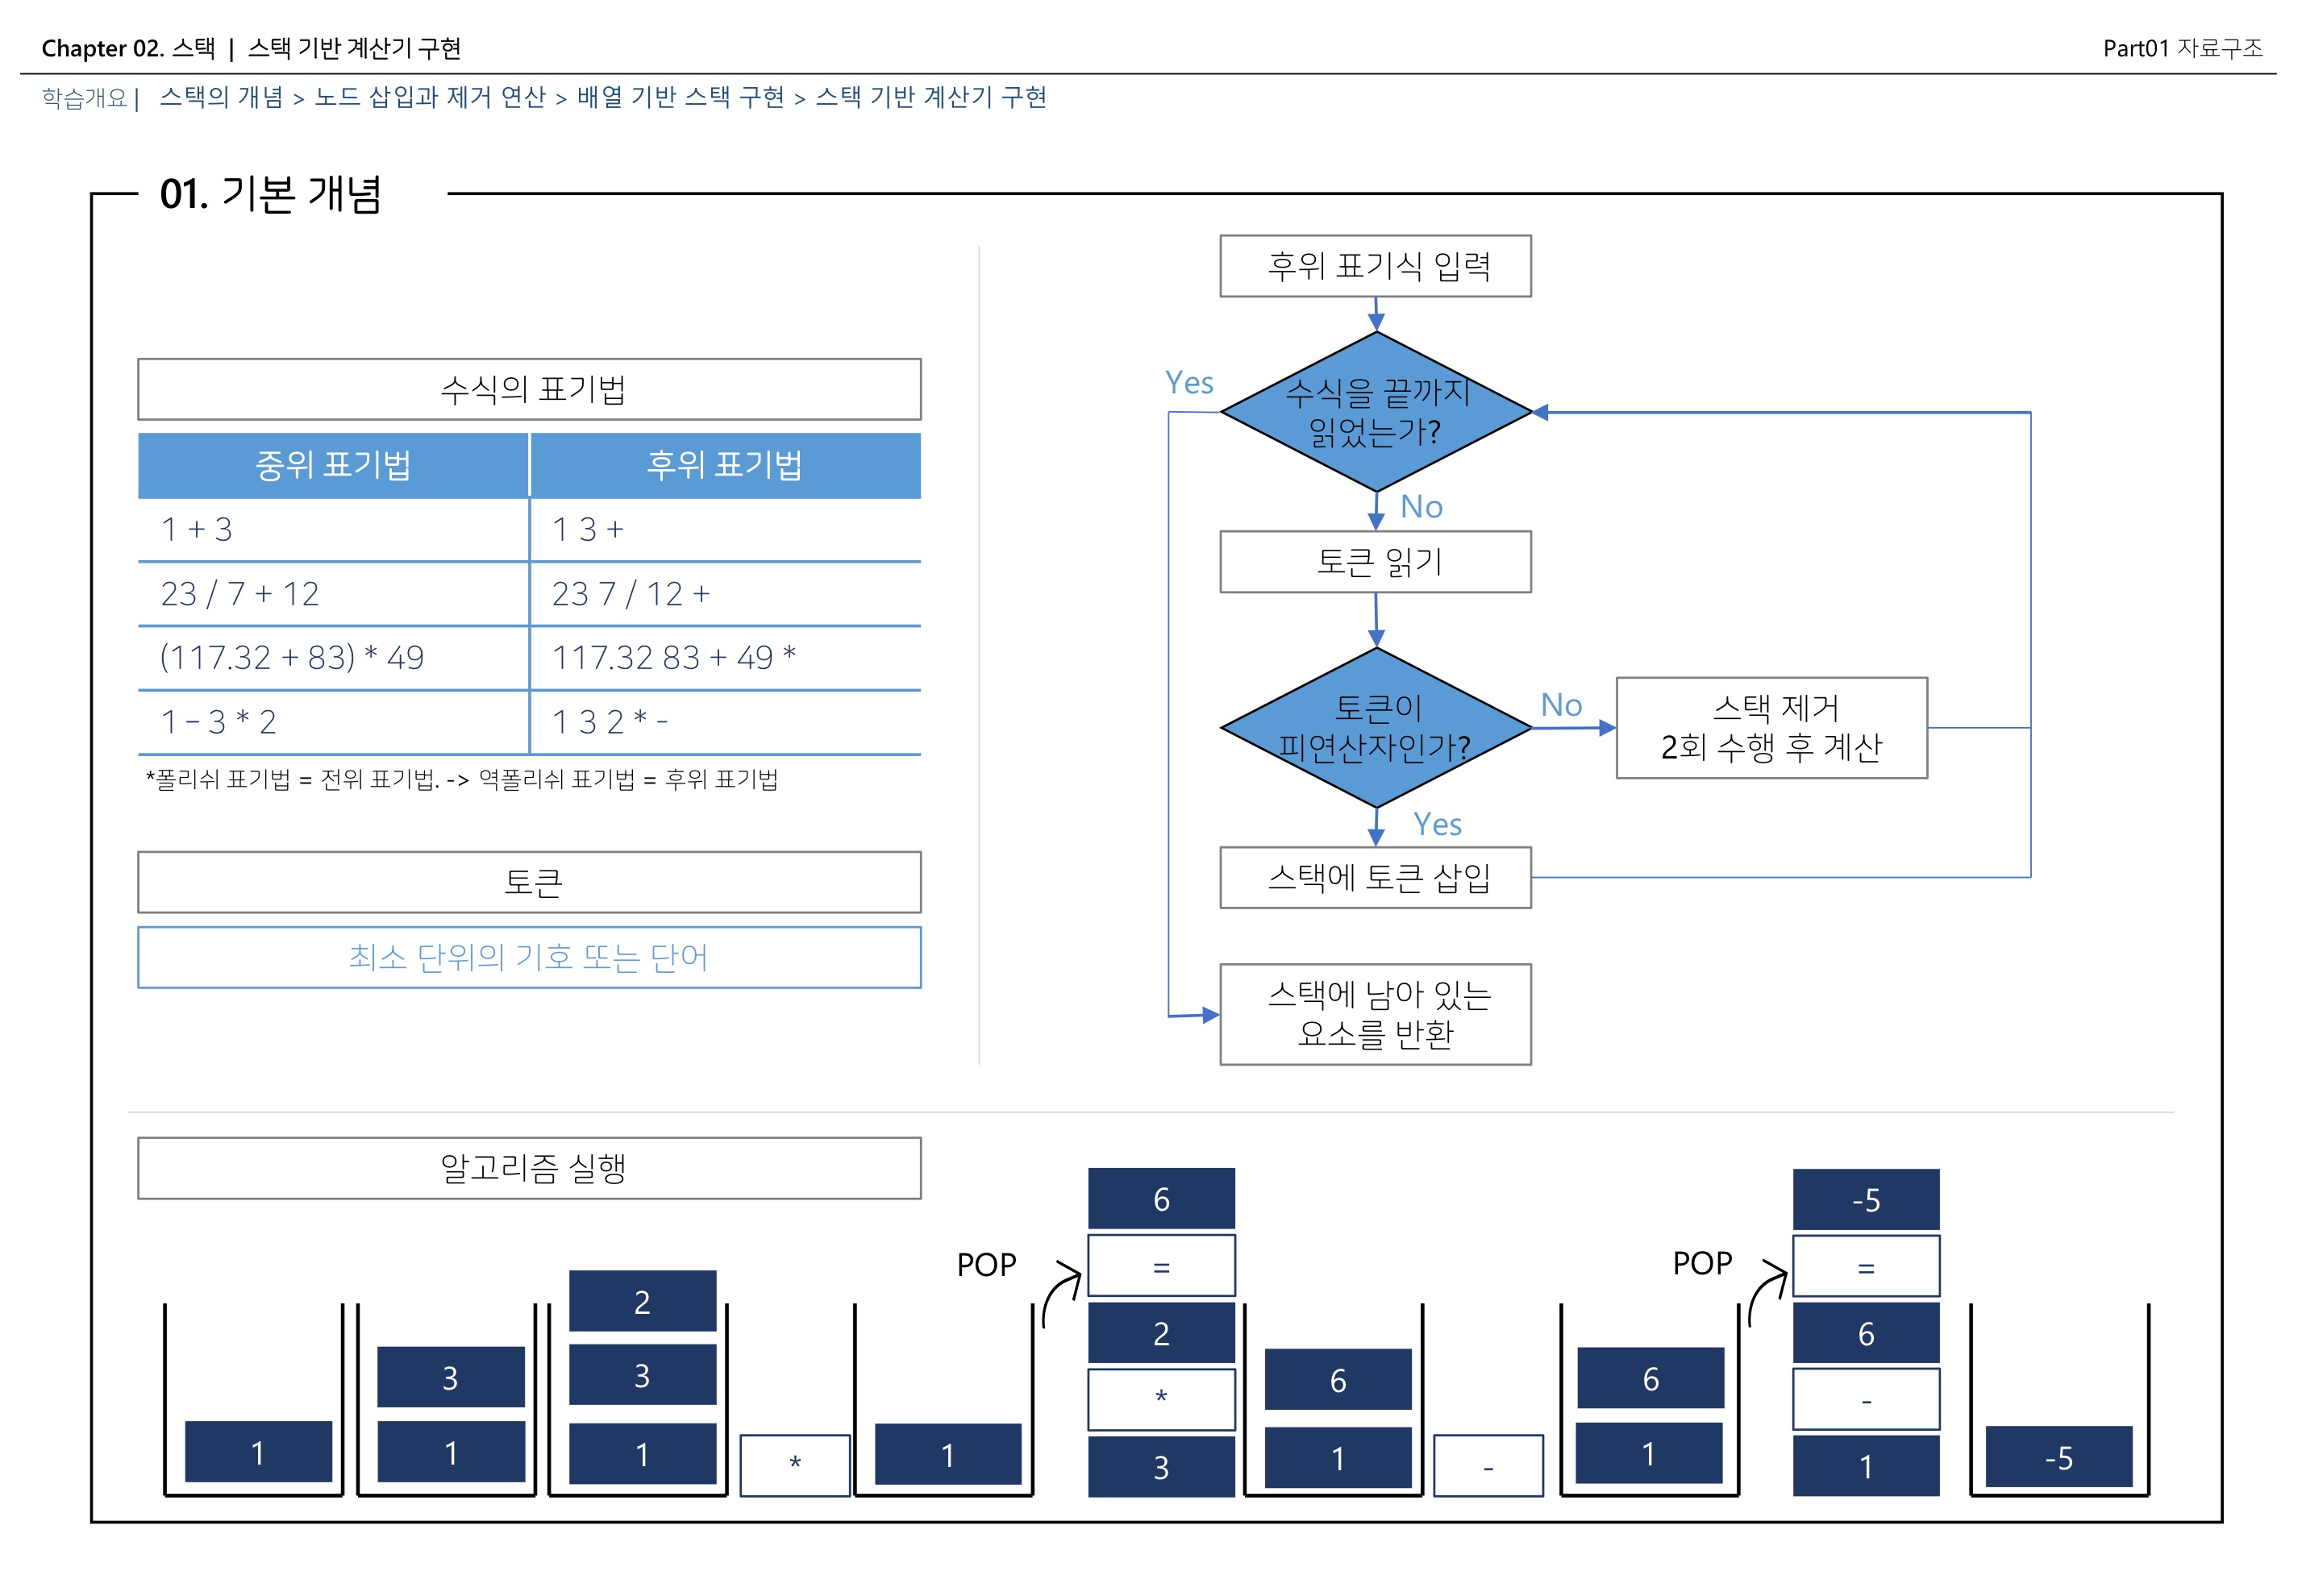 Chapter 02. 스택 | 스택 기반 계산기 구현
Part01 자료구조
학습개요 | 스택의 개념 > 노드 삽입과 제거 연산 > 배열 기반 스택 구현 > 스택 기반 계산기 구현
01. 기본 개념
수식의 표기법
중위 표기법 후위 표기법
1 + 3 1 3 +
23 / 7 + 12 23 7 / 12 +
(117.32 + 83) * 49 117.32 83 + 49 *
1 – 3 * 2 1 3 2 * -
*폴리쉬 표기법 = 전위 표기법. -> 역폴리쉬 표기법 = 후위 표기법
토큰
최소 단위의 기호 또는 단어
후위 표기식 입력
Yes
수식을 끝까지
읽었는가?
No
토큰 읽기
토큰이
피연산자인가?
No
스택 제거
2회 수행 후 계산
Yes
스택에 토큰 삽입
스택에 남아 있는
요소를 반환
알고리즘 실행
1
3
1
2
3
1
*
1
POP
6
=
2
*
3
6
1
-
6
1
POP
-5
=
6
-
1
-5